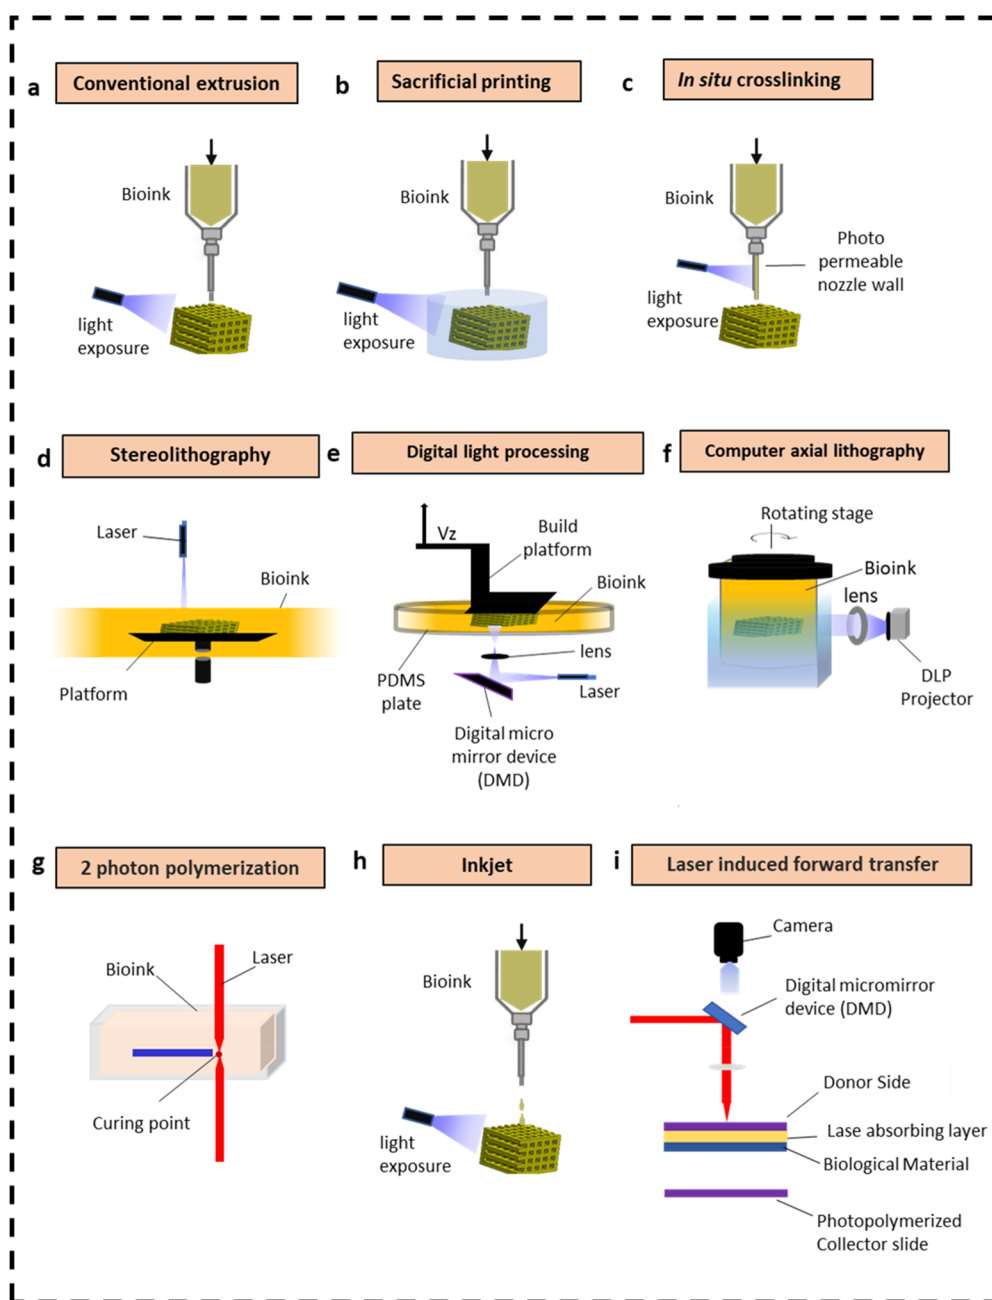 a
Conventional extrusion
Bioink
light
exposure
b
Sacrificial printing
Bioink
light
exposure
c
In situ crosslinking
Bioink
Photo
permeable
nozzle wall
light
exposure
d
Stereolithography
Laser
Bioink
Platform
e
Digital light processing
Vz
Build
platform
Bioink
lens
PDMS
plate
Laser
Digital micro
mirror device
(DMD)
f
Computer axial lithography
Rotating stage
Bioink
lens
DLP
Projector
g
2 photon polymerization
Bioink
Laser
Curing point
h
Inkjet
Bioink
light
exposure
i
Laser induced forward transfer
Camera
Digital micromirror
device (DMD)
Donor Side
Lase absorbing layer
Biological Material
Photopolymerized
Collector slide